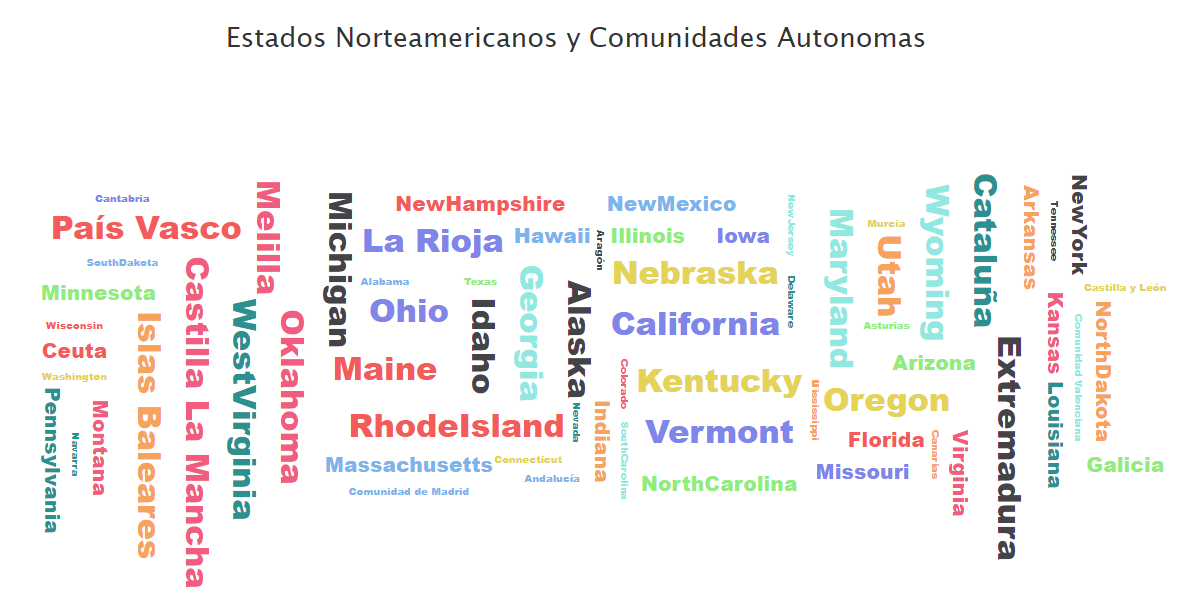 Estados Norteamericanos y Comunidades Autonomas
Cantabria
País Vasco
SouthDakota
Minnesota
Wisconsin
Ceuta
Washington
Pennsylvania
Navarra
Montana
Islas Baleares
Castilla La Mancha
WestVirginia
Melilla
Oklahoma
Michigan
NewHampshire
La Rioja
Hawaii
Alabama
Texas
Ohio
Idaho
Georgia
Maine
RhodeIsland
Massachusetts
Connecticut
Andalucía
Comunidad de Madrid
Aragón
Alaska
Nevada
Indiana
NewMexico
Illinois
Iowa
NewJersey
Nebraska
Delaware
California
Colorado
Kentucky
SouthCarolina
Vermont
NorthCarolina
Mississippi
Maryland
Murcia
Utah
Asturias
Wyoming
Arizona
Oregon
Florida
Missouri
Canarias
Virginia
Cataluña
Extremadura
Arkansas
Tennessee
NewYork
Kansas
Louisiana
Castilla y León
Comunidad Valenciana
NorthDakota
Galicia